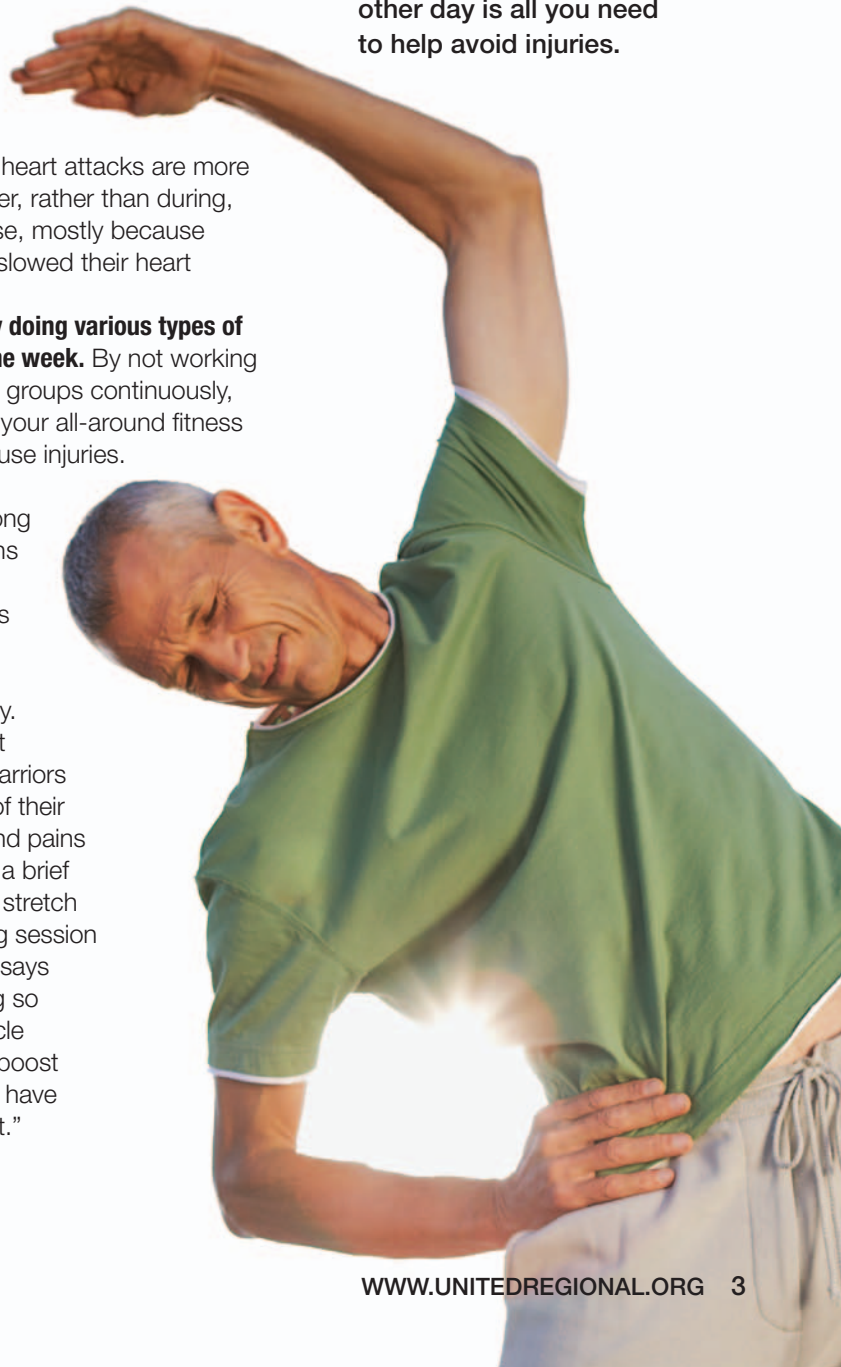 other day is all you need
to help avoid injuries.
heart attacks are more
er, rather than during,
se, mostly because
slowed their heart
y doing various types of
he week. By not working
groups continuously,
your all-around fitness
use injuries.
ong
ns
s
y.
t
arriors
of their
nd pains
a brief
stretch
g session
says
g so
cle
boost
have
t.”
WWW.UNITEDREGIONAL.ORG 3